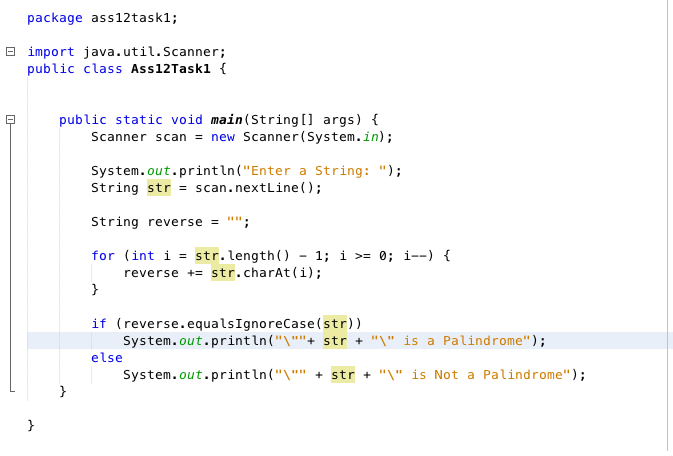 package ass12task1;
import java.util.Scanner;
public class Ass12Task1 {
public static void main(String[] args) {
Scanner scan = new Scanner(System.in);
System.out.println("Enter a String: ");
String str = scan.nextLine();
String reverse = "";
for (int i = str.length() - 1; i >= 0; i--) {
reverse += str.charAt(i);
}
if (reverse.equalsIgnoreCase(str))
System.out.println("\""+ str + "\" is a Palindrome");
else
System.out.println("\"" + str + "\" is Not a Palindrome");
}
}